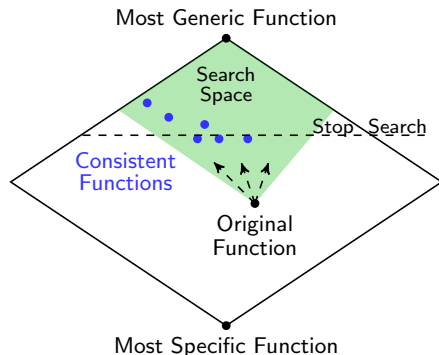 Most Generic Function
Search
Space
Stop Search
Consistent
Functions
Original
Function
Most Specific Function